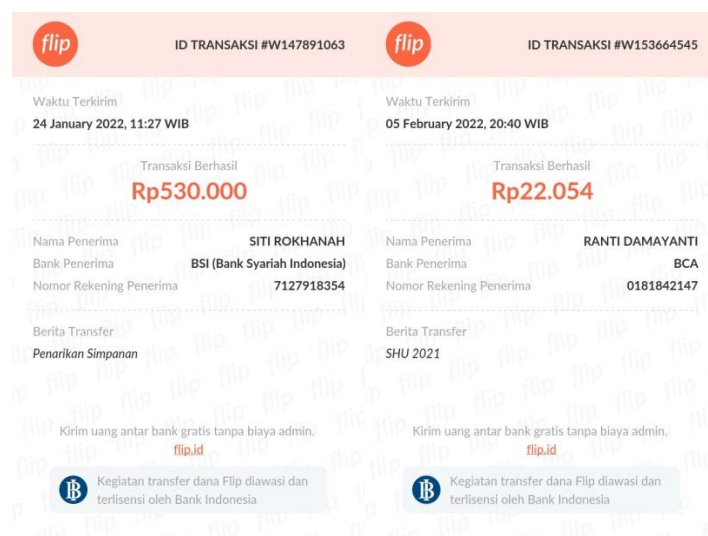 flip
ID TRANSAKSI #W147891063
Waktu Terkirim
24 January 2022, 11:27 WIB
Transaksi Berhasil
Rp530.000
Nama Penerima SITI ROKHANAH
Bank Penerima BSI (Bank Syariah Indonesia)
Nomor Rekening Penerima 7127918354
Berita Transfer
Penarikan Simpanan
Kirim uang antar bank gratis tanpa biaya admin.
flip.id
Kegiatan transfer dana Flip diawasi dan
terlisensi oleh Bank Indonesia
flip
ID TRANSAKSI #W153664545
Waktu Terkirim
05 February 2022, 20:40 WIB
Transaksi Berhasil
Rp22.054
Nama Penerima RANTI DAMAYANTI
Bank Penerima BCA
Nomor Rekening Penerima 0181842147
Berita Transfer
SHU 2021
Kirim uang antar bank gratis tanpa biaya admin.
flip.id
Kegiatan transfer dana Flip diawasi dan
terlisensi oleh Bank Indonesia